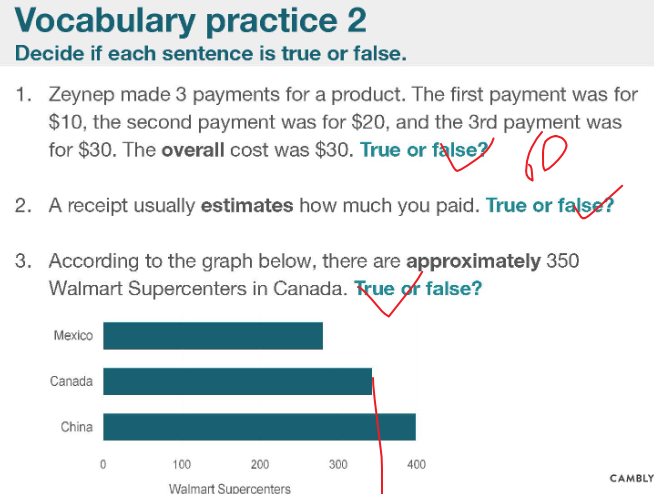 Vocabulary practice 2
Decide if each sentence is true or false.
1. Zeynep made 3 payments for a product. The first payment was for
$10, the second payment was for $20, and the 3rd payment was
for $30. The overall cost was $30. True or false?
60
2. A receipt usually estimates how much you paid. True or false?
3. According to the graph below, there are approximately 350
Walmart Supercenters in Canada. True or false?
Mexico
Canada
China
0 100 200 300 400
Walmart Supercenters
CAMBLY